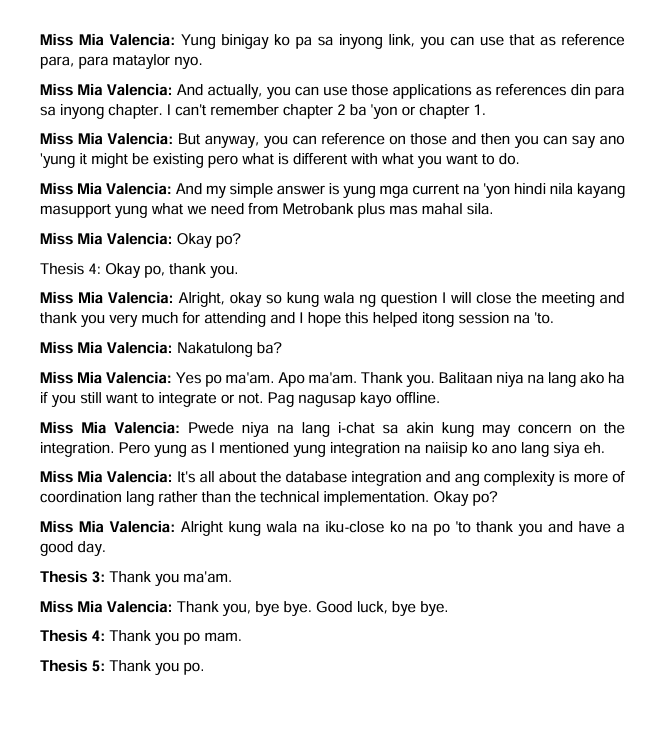 Miss Mia Valencia: Yung binigay ko pa sa inyong link, you can use that as reference
para, para mataylor nyo.
Miss Mia Valencia: And actually, you can use those applications as references din para
sa inyong chapter. I can't remember chapter 2 ba 'yon or chapter 1.
Miss Mia Valencia: But anyway, you can reference on those and then you can say ano
'yung it might be existing pero what is different with what you want to do.
Miss Mia Valencia: And my simple answer is yung mga current na 'yon hindi nila kayang
masupport yung what we need from Metrobank plus mas mahal sila.
Miss Mia Valencia: Okay po?
Thesis 4: Okay po, thank you.
Miss Mia Valencia: Alright, okay so kung wala ng question I will close the meeting and
thank you very much for attending and I hope this helped itong session na 'to.
Miss Mia Valencia: Nakatulong ba?
Miss Mia Valencia: Yes po ma'am. Apo ma'am. Thank you. Balitaan niya na lang ako ha
if you still want to integrate or not. Pag nagusap kayo offline.
Miss Mia Valencia: Pwede niya na lang i-chat sa akin kung may concern on the
integration. Pero yung as I mentioned yung integration na naiisip ko ano lang siya eh.
Miss Mia Valencia: It's all about the database integration and ang complexity is more of
coordination lang rather than the technical implementation. Okay po?
Miss Mia Valencia: Alright kung wala na iku-close ko na po 'to thank you and have a
good day.
Thesis 3: Thank you ma'am.
Miss Mia Valencia: Thank you, bye bye. Good luck, bye bye.
Thesis 4: Thank you po mam.
Thesis 5: Thank you po.